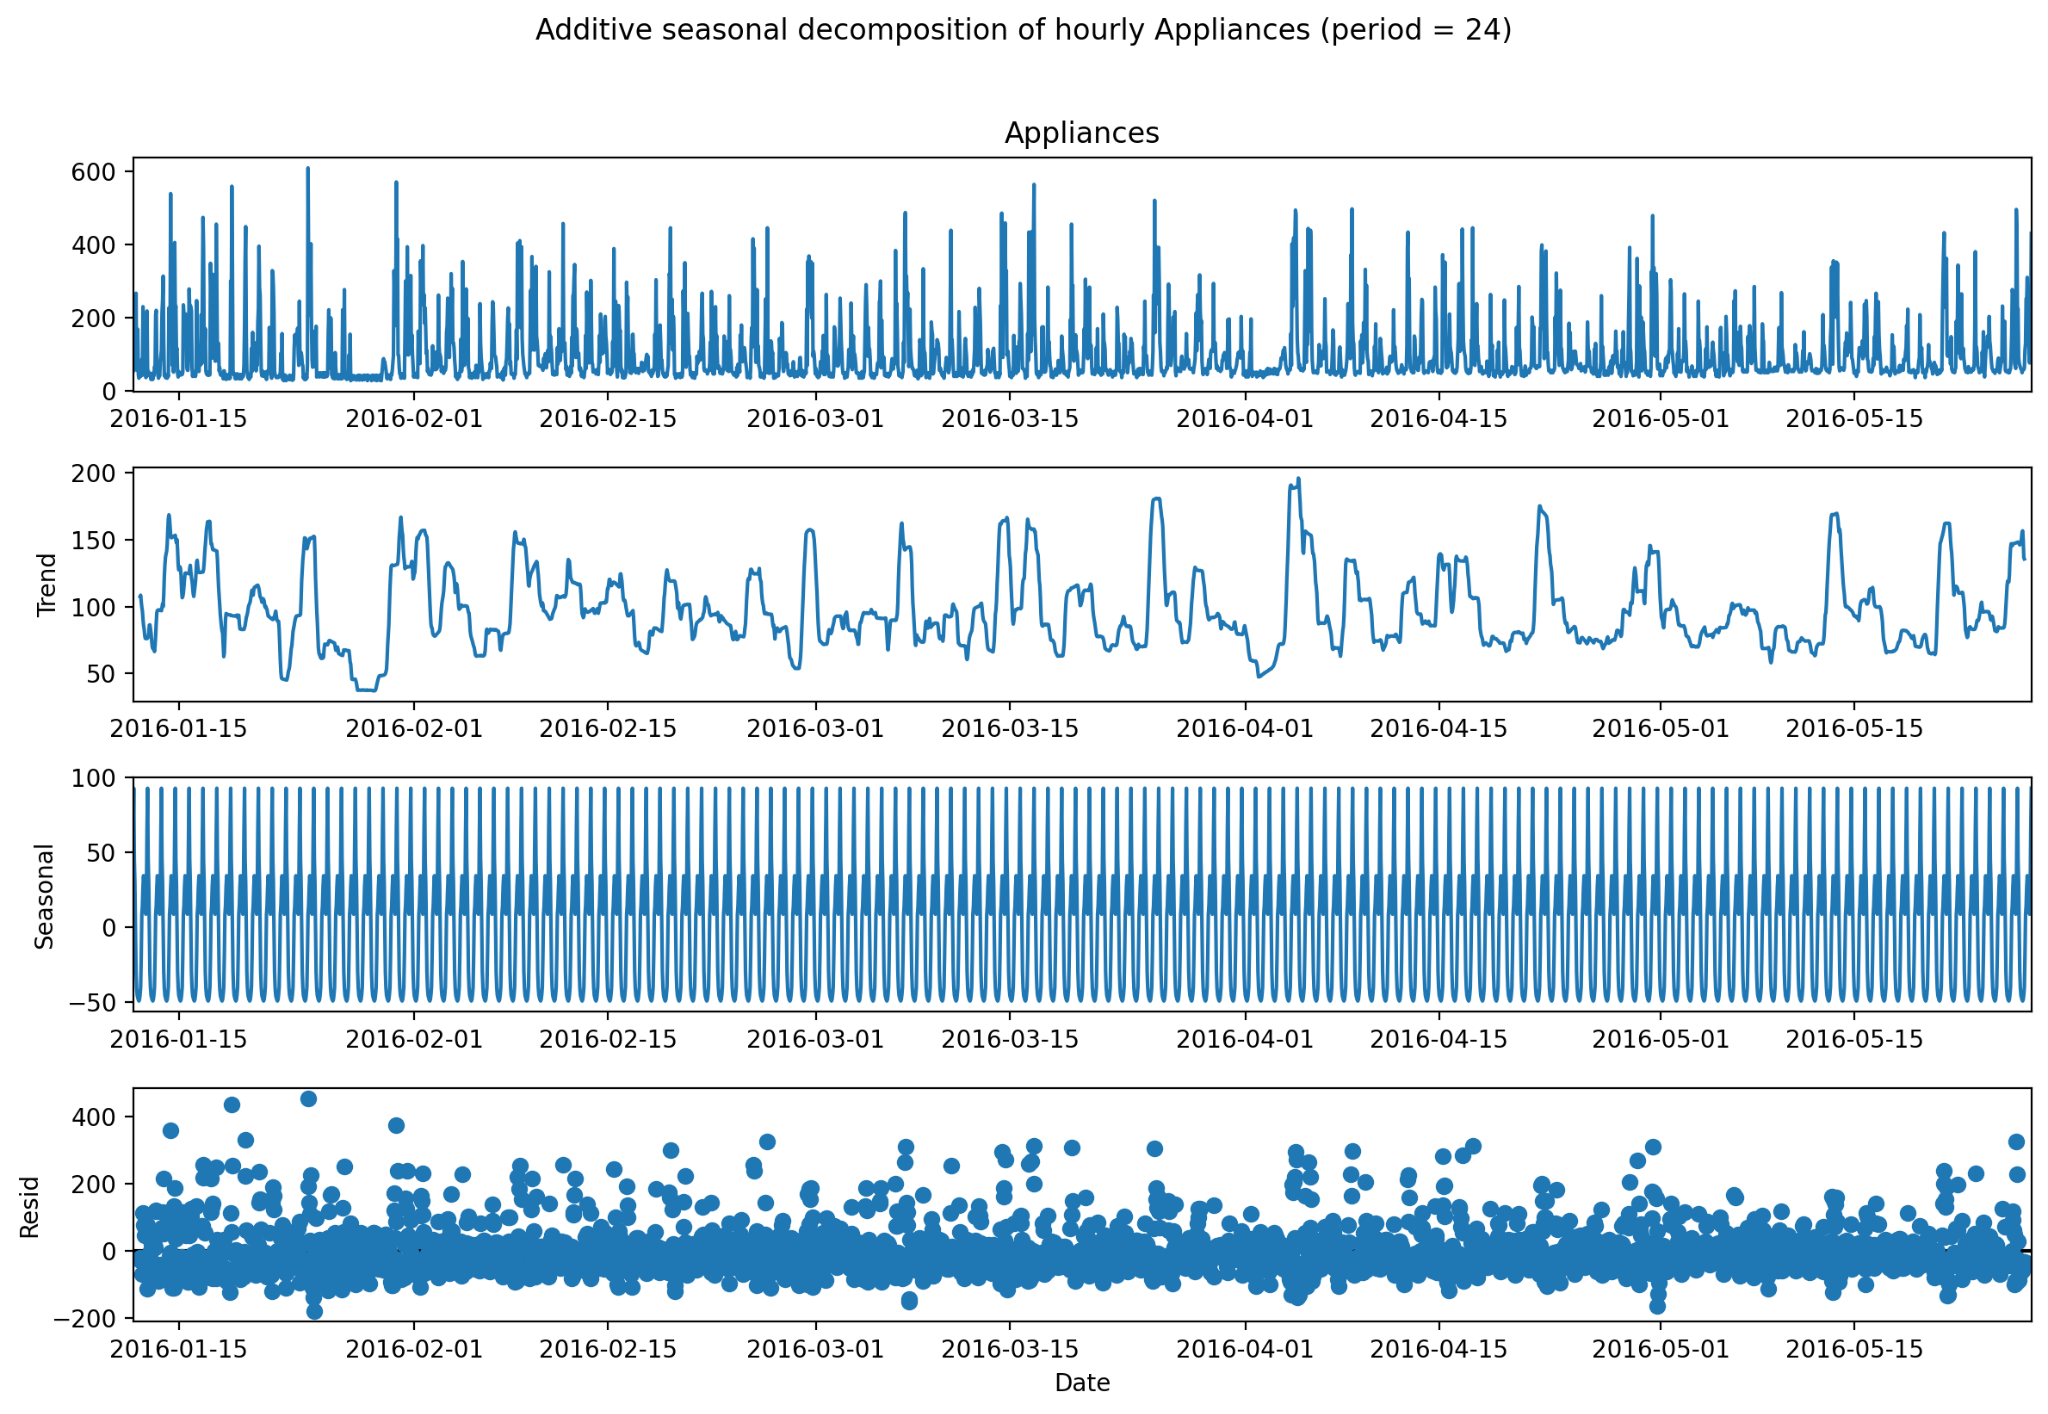 Additive seasonal decomposition of hourly Appliances (period = 24)
Appliances
600
400
200
0
2016-01-15 2016-02-01 2016-02-15 2016-03-01 2016-03-15 2016-04-01 2016-04-15 2016-05-01 2016-05-15
Trend
200
150
100
50
2016-01-15 2016-02-01 2016-02-15 2016-03-01 2016-03-15 2016-04-01 2016-04-15 2016-05-01 2016-05-15
Seasonal
100
50
0
−50
2016-01-15 2016-02-01 2016-02-15 2016-03-01 2016-03-15 2016-04-01 2016-04-15 2016-05-01 2016-05-15
Resid
400
200
0
−200
2016-01-15 2016-02-01 2016-02-15 2016-03-01 2016-03-15 2016-04-01 2016-04-15 2016-05-01 2016-05-15
Date